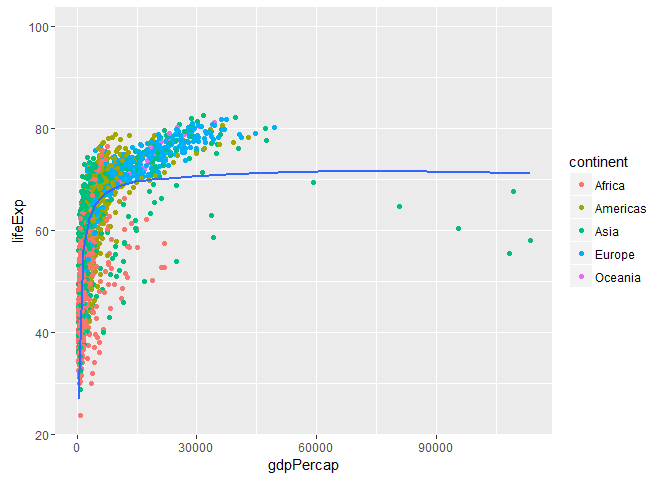 100
80
60
40
20
lifeExp
0
30000
60000
90000
gdpPercap
continent
Africa
Americas
Asia
Europe
Oceania